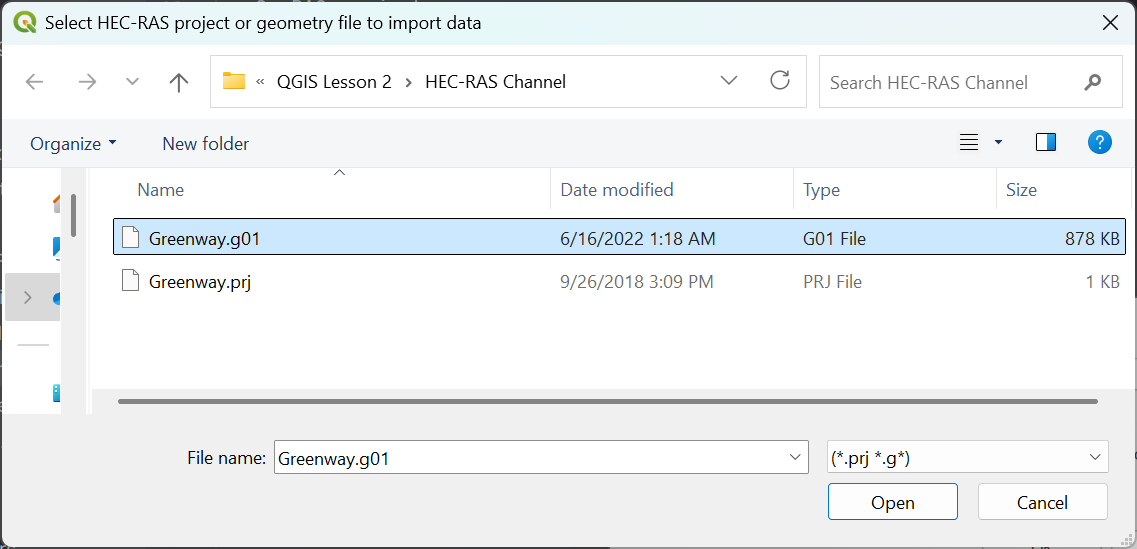 Select HEC-RAS project or geometry file to import data
« QGIS Lesson 2 › HEC-RAS Channel
Search HEC-RAS Channel
Organize New folder
Name Date modified Type Size
Greenway.g01 6/16/2022 1:18 AM G01 File 878 KB
Greenway.prj 9/26/2018 3:09 PM PRJ File 1 KB
File name: Greenway.g01 (*.prj *.g*)
Open Cancel